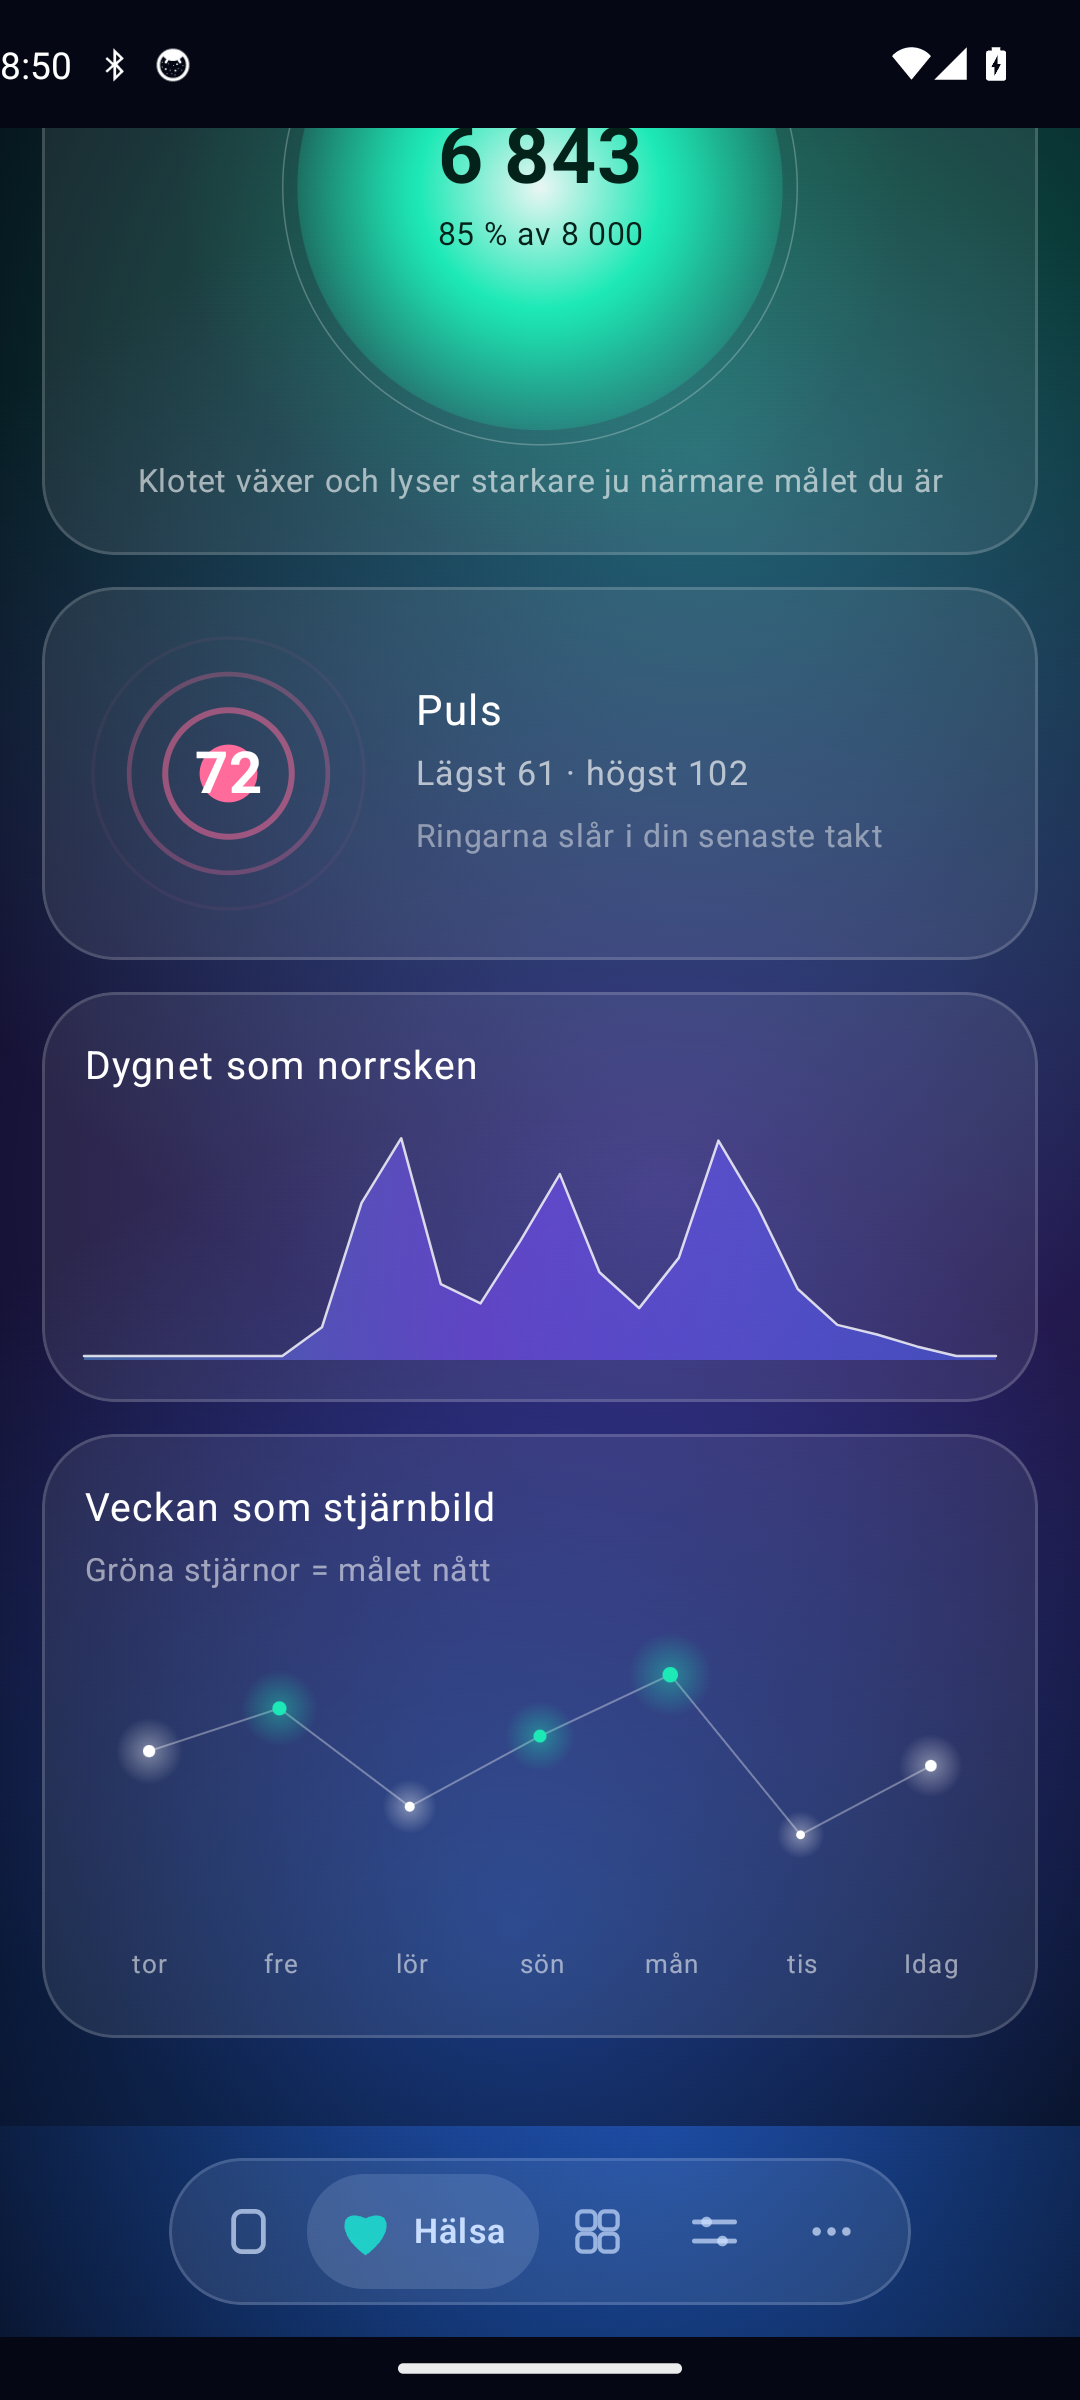 8:50
6 843
85 % av 8 000
Klotet växer och lyser starkare ju närmare målet du är
72
Puls
Lägst 61 · högst 102
Ringarna slår i din senaste takt
Dygnet som norrsken
Veckan som stjärnbild
Gröna stjärnor = målet nått
tor fre lör sön mån tis Idag
Hälsa